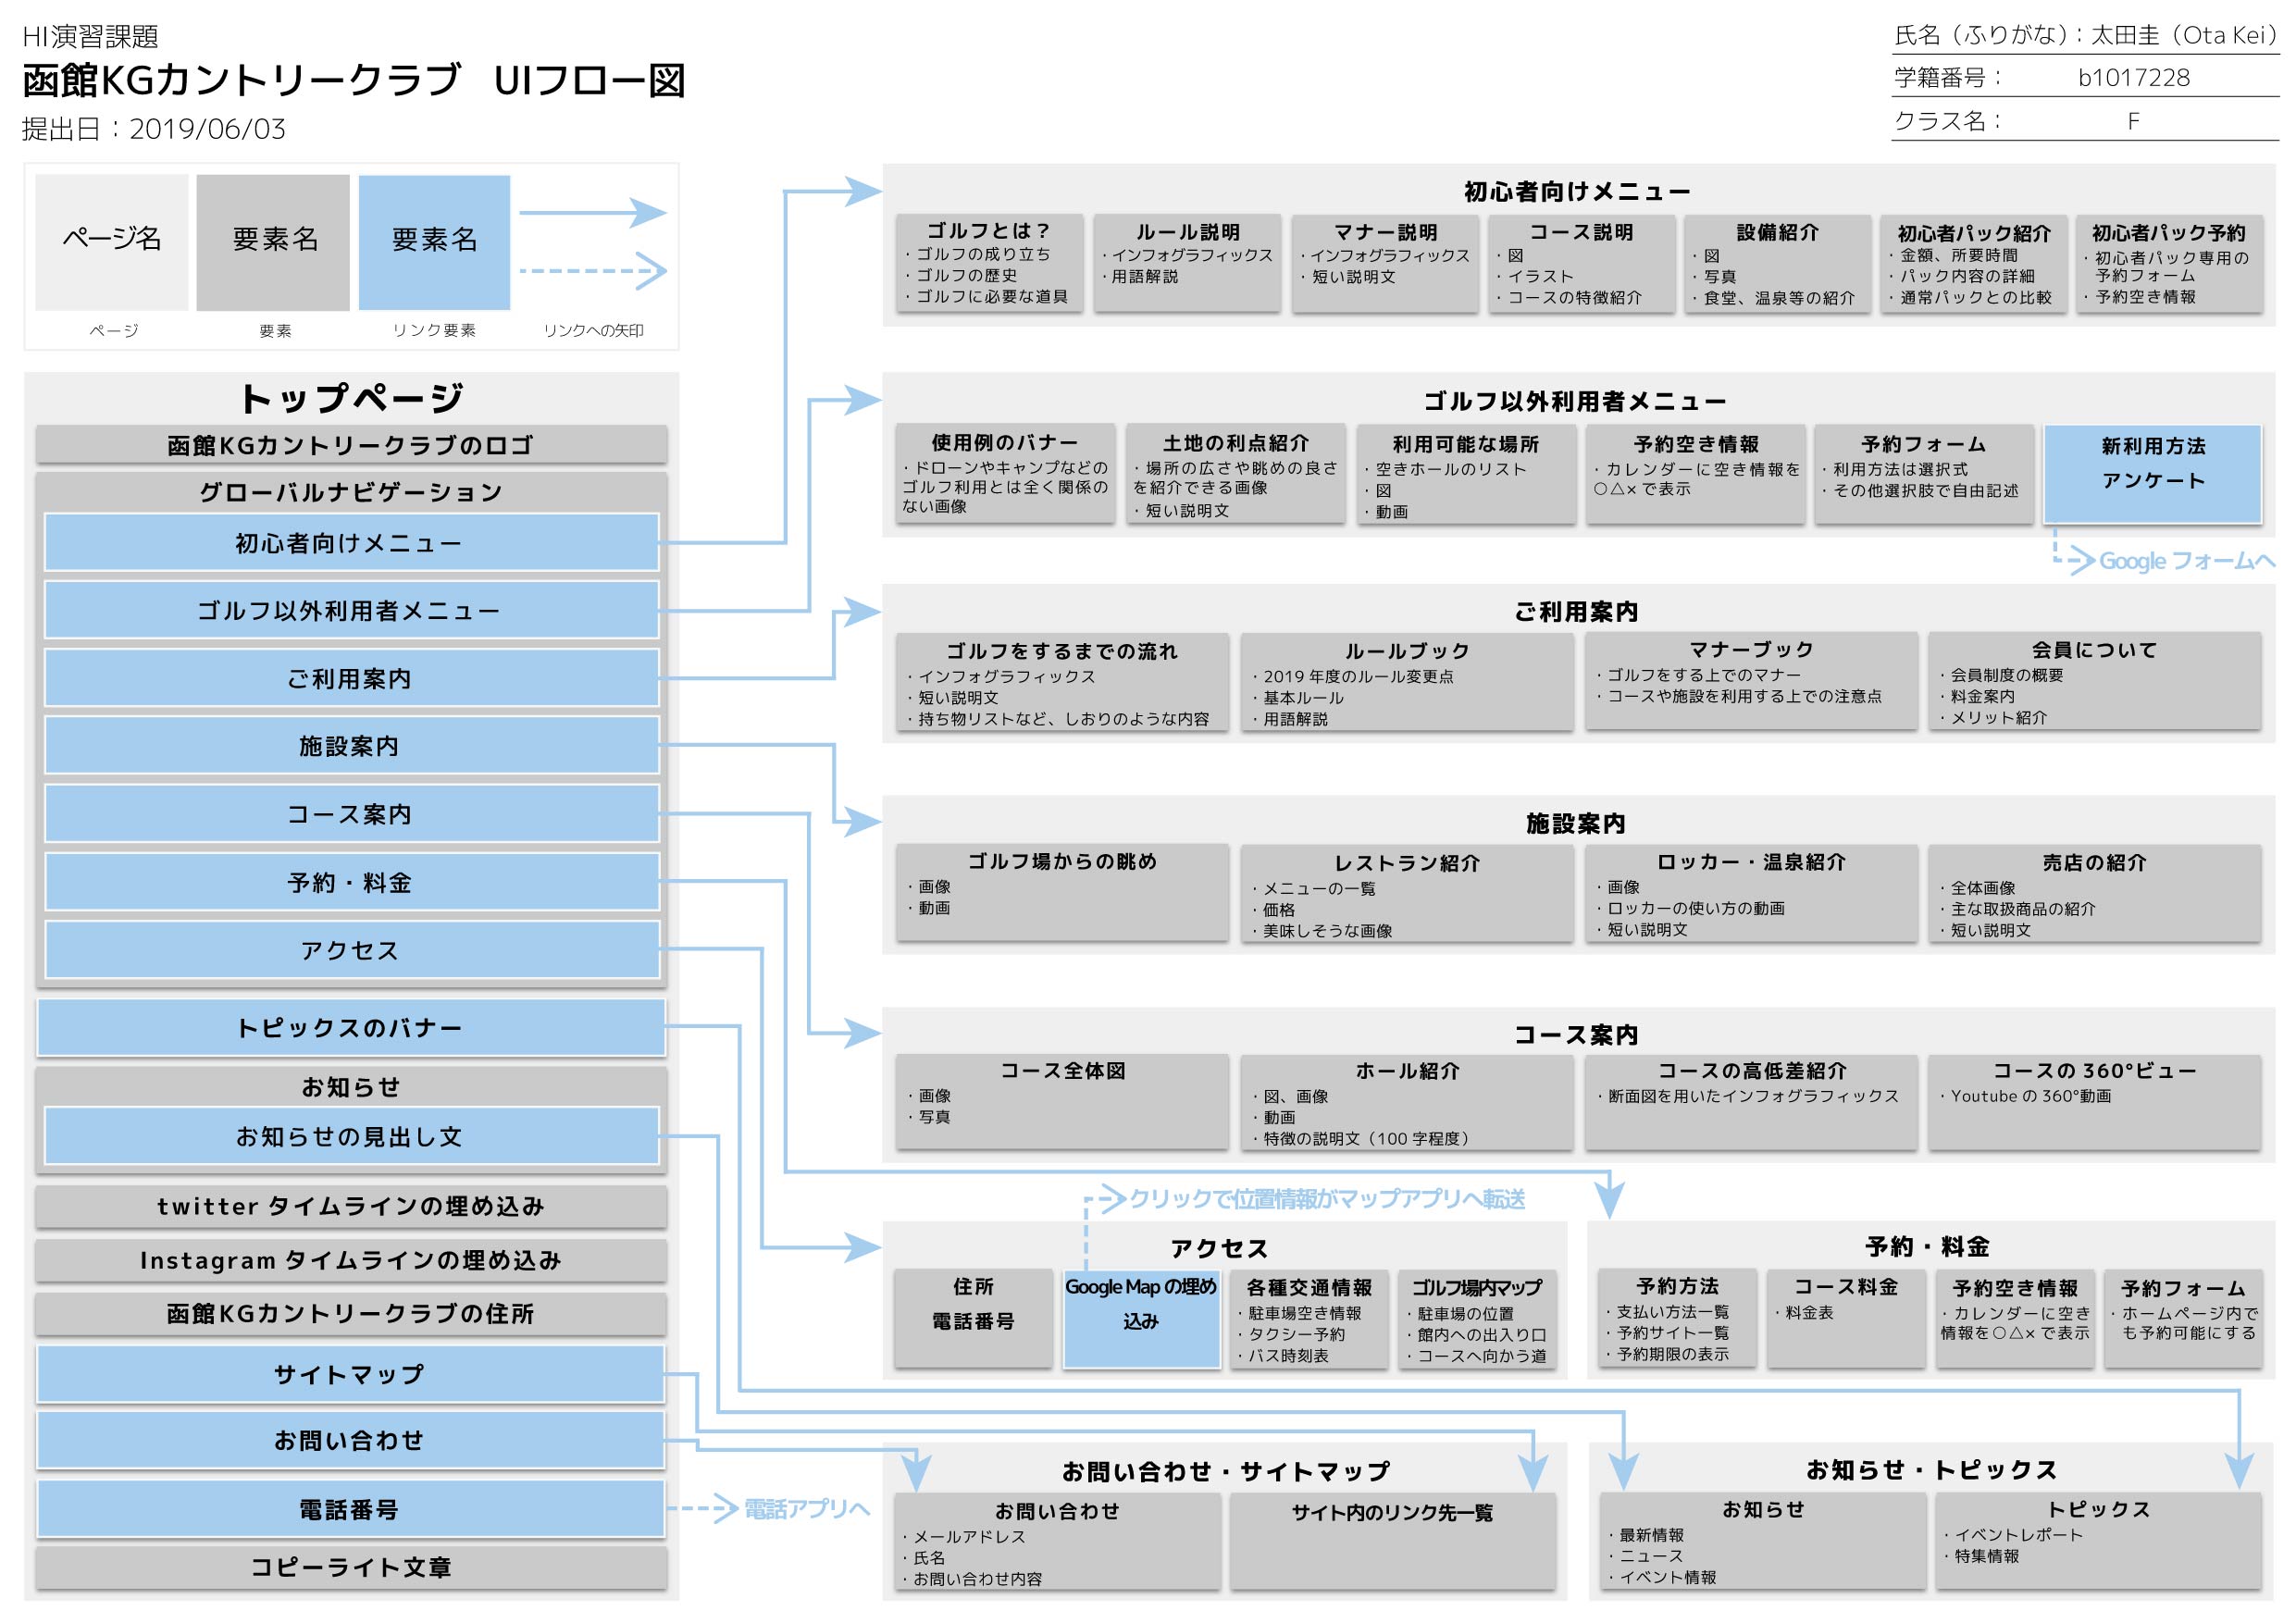 HI演習課題
函館KGカントリークラブ UIフロー図
提出日：2019/06/03
氏名（ふりがな）：太田圭（Ota Kei）
学籍番号： b1017228
クラス名： F
ページ名
要素名
要素名
ページ
要素
リンク要素
リンクへの矢印
トップページ
函館KGカントリークラブのロゴ
グローバルナビゲーション
初心者向けメニュー
ゴルフ以外利用者メニュー
ご利用案内
施設案内
コース案内
予約・料金
アクセス
トピックスのバナー
お知らせ
お知らせの見出し文
twitter タイムラインの埋め込み
Instagram タイムラインの埋め込み
函館KGカントリークラブの住所
サイトマップ
お問い合わせ
電話番号
電話アプリへ
コピーライト文章
初心者向けメニュー
ゴルフとは？
・ゴルフの成り立ち
・ゴルフの歴史
・ゴルフに必要な道具
ルール説明
・インフォグラフィックス
・用語解説
マナー説明
・インフォグラフィックス
・短い説明文
コース説明
・図
・イラスト
・コースの特徴紹介
設備紹介
・図
・写真
・食堂、温泉等の紹介
初心者パック紹介
・金額、所要時間
・パック内容の詳細
・通常パックとの比較
初心者パック予約
・初心者パック専用の
予約フォーム
・予約空き情報
ゴルフ以外利用者メニュー
使用例のバナー
・ドローンやキャンプなどの
ゴルフ利用とは全く関係の
ない画像
土地の利点紹介
・場所の広さや眺めの良さ
を紹介できる画像
・短い説明文
利用可能な場所
・空きホールのリスト
・図
・動画
予約空き情報
・カレンダーに空き情報を
○△× で表示
予約フォーム
・利用方法は選択式
・その他選択肢で自由記述
新利用方法
アンケート
Google フォームへ
ご利用案内
ゴルフをするまでの流れ
・インフォグラフィックス
・短い説明文
・持ち物リストなど、しおりのような内容
ルールブック
・2019 年度のルール変更点
・基本ルール
・用語解説
マナーブック
・ゴルフをする上でのマナー
・コースや施設を利用する上での注意点
会員について
・会員制度の概要
・料金案内
・メリット紹介
施設案内
ゴルフ場からの眺め
・画像
・動画
レストラン紹介
・メニューの一覧
・価格
・美味しそうな画像
ロッカー・温泉紹介
・画像
・ロッカーの使い方の動画
・短い説明文
売店の紹介
・全体画像
・主な取扱商品の紹介
・短い説明文
コース案内
コース全体図
・画像
・写真
ホール紹介
・図、画像
・動画
・特徴の説明文（100 字程度）
コースの高低差紹介
・断面図を用いたインフォグラフィックス
コースの 360°ビュー
・Youtube の 360°動画
クリックで位置情報がマップアプリへ転送
アクセス
住所
電話番号
Google Map の埋め
込み
各種交通情報
・駐車場空き情報
・タクシー予約
・バス時刻表
ゴルフ場内マップ
・駐車場の位置
・館内への出入り口
・コースへ向かう道
予約・料金
予約方法
・支払い方法一覧
・予約サイト一覧
・予約期限の表示
コース料金
・料金表
予約空き情報
・カレンダーに空き
情報を○△× で表示
予約フォーム
・ホームページ内で
も予約可能にする
お問い合わせ・サイトマップ
お問い合わせ
・メールアドレス
・氏名
・お問い合わせ内容
サイト内のリンク先一覧
お知らせ・トピックス
お知らせ
・最新情報
・ニュース
・イベント情報
トピックス
・イベントレポート
・特集情報